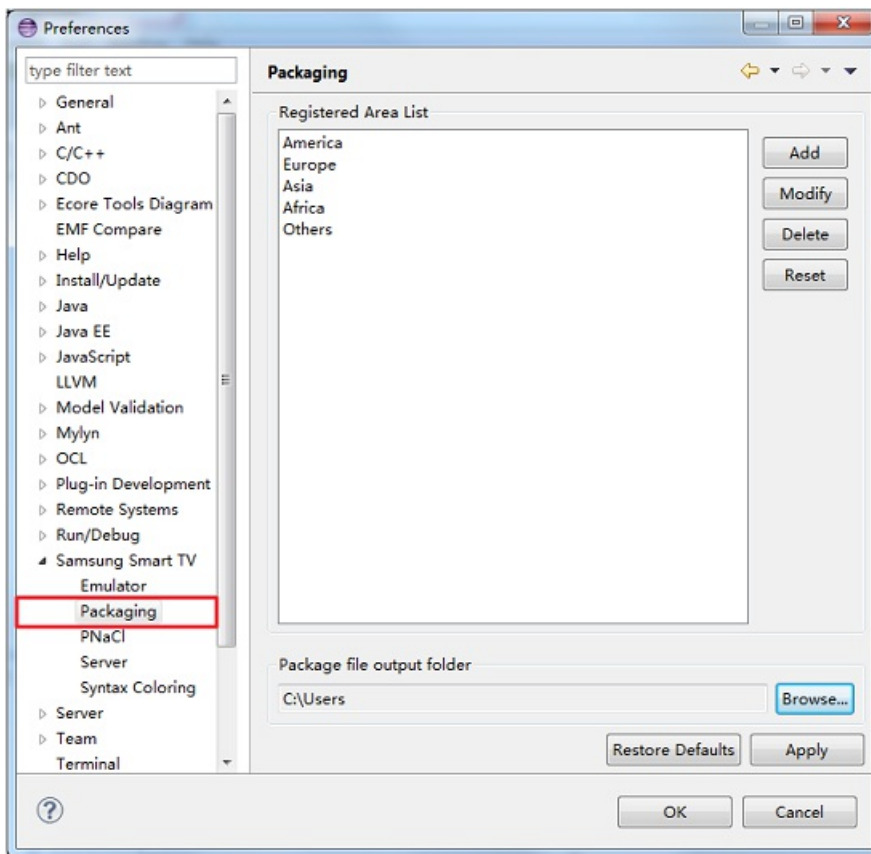 Preferences
type filter text
General
Ant
C/C++
CDO
Ecore Tools Diagram
EMF Compare
Help
Install/Update
Java
Java EE
JavaScript
LLVM
Model Validation
Mylyn
OCL
Plug-in Development
Remote Systems
Run/Debug
Samsung Smart TV
Emulator
Packaging
PNaCl
Server
Syntax Coloring
Server
Team
Terminal
Packaging
Registered Area List
America
Europe
Asia
Africa
Others
Add
Modify
Delete
Reset
Package file output folder
C:\Users
Browse...
Restore Defaults
Apply
OK
Cancel